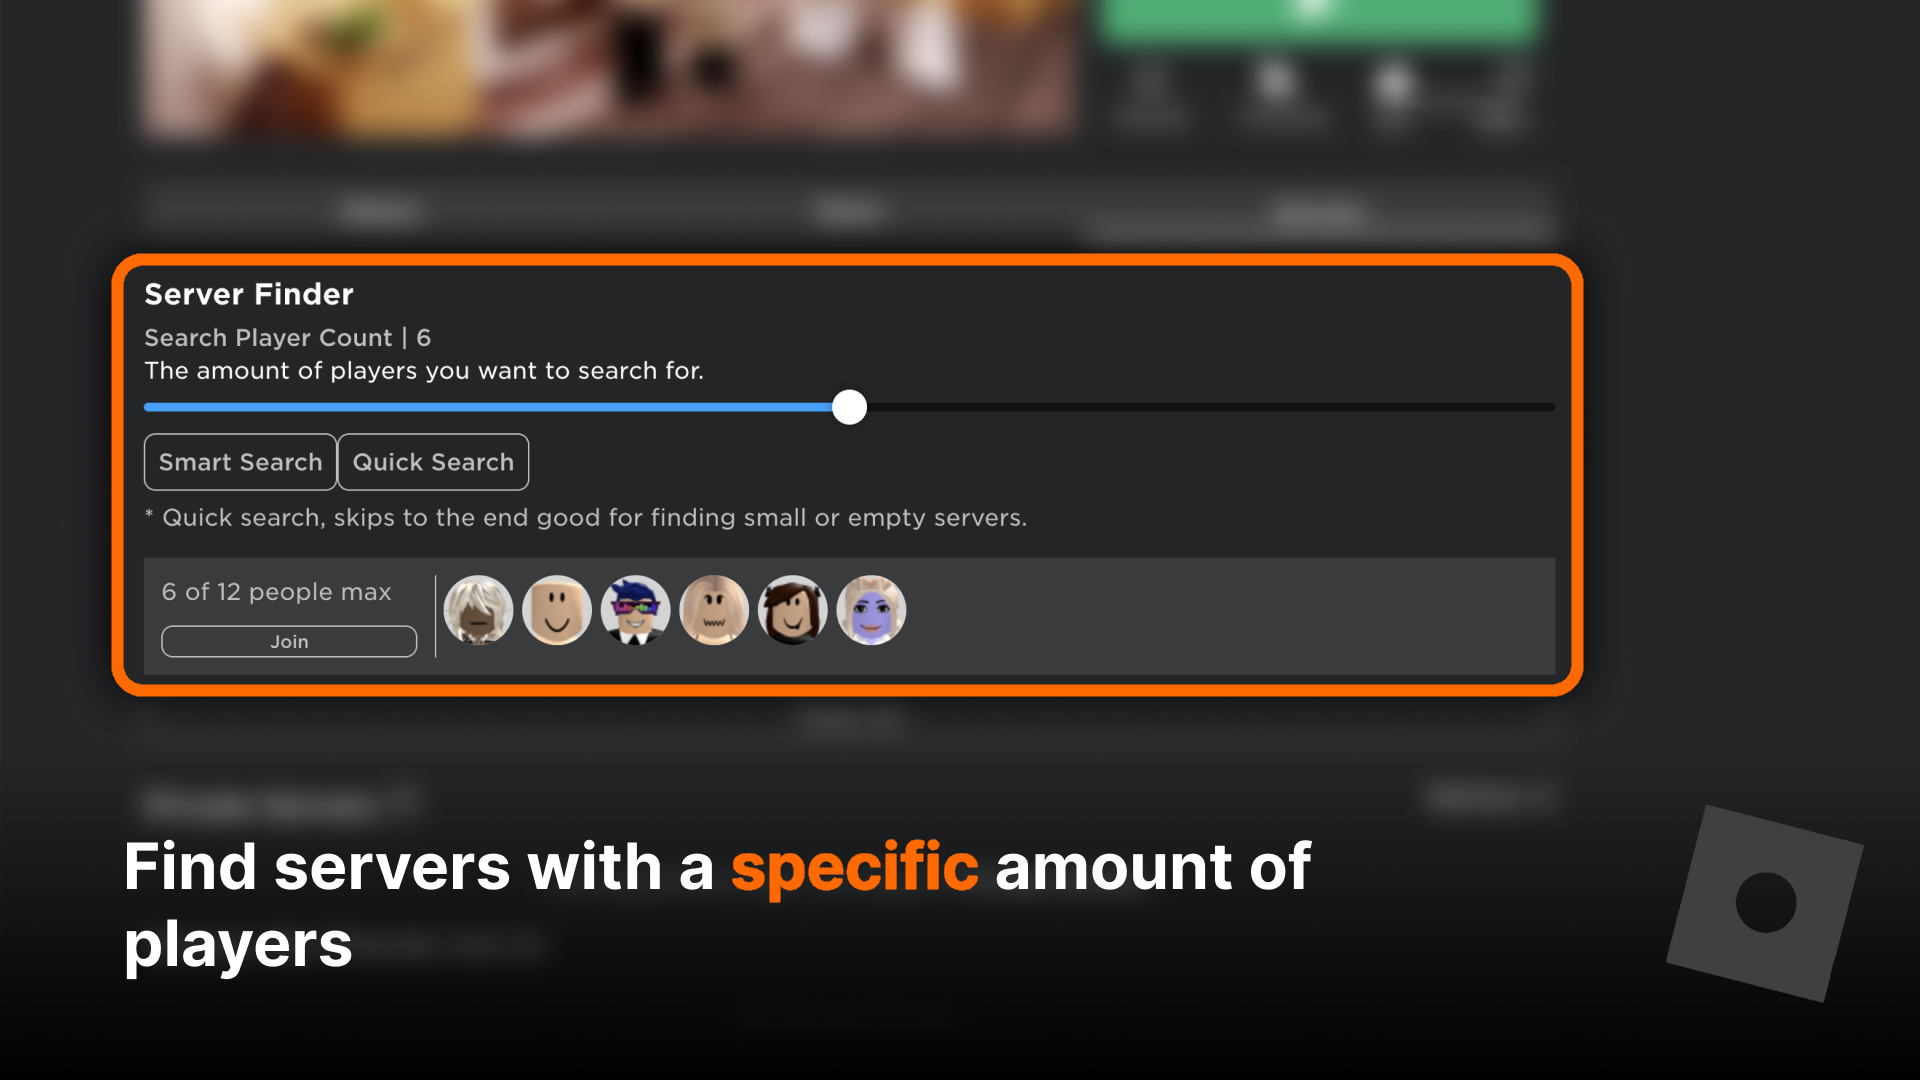 Server Finder
Search Player Count | 6
The amount of players you want to search for.
Smart Search Quick Search
* Quick search, skips to the end good for finding small or empty servers.
6 of 12 people max
Join
Find servers with a specific amount of
players